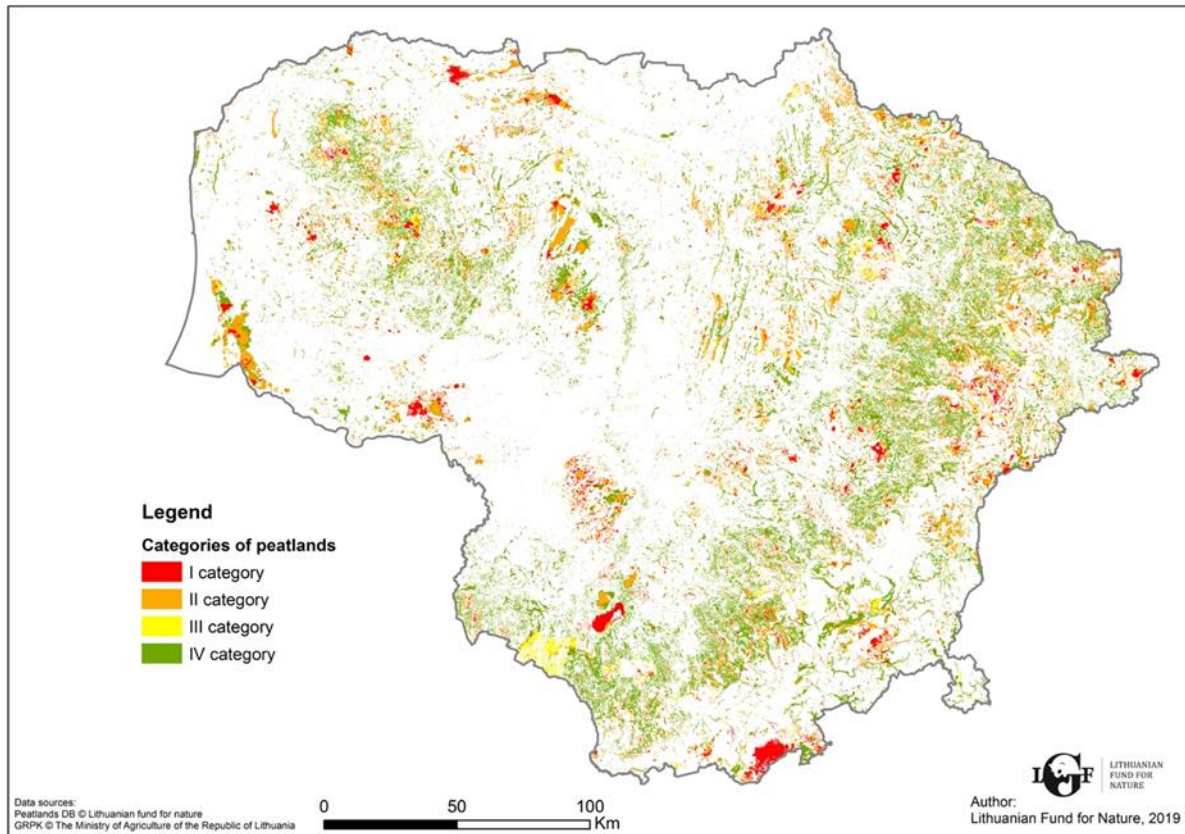 Legend
Categories of peatlands
I category
II category
III category
IV category
Data sources:
Peatlands DB © Lithuanian fund for nature
GRPK © The Ministry of Agriculture of the Republic of Lithuania
0 50 100
Km
LGF
LITHUANIAN
FUND FOR
NATURE
Author:
Lithuanian Fund for Nature, 2019